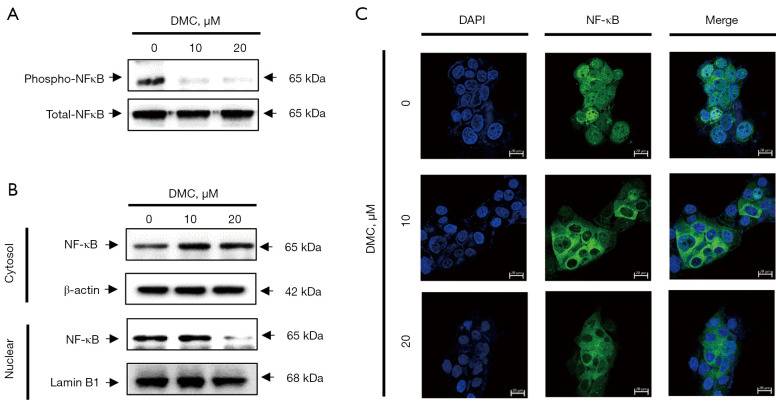 A
DMC, µM
0 10 20
Phospho-NFκB 65 kDa
Total-NFκB 65 kDa
B
DMC, µM
0 10 20
Cytosol
NF-κB 65 kDa
β-actin 42 kDa
Nuclear
NF-κB 65 kDa
Lamin B1 68 kDa
C
DAPI NF-κB Merge
DMC, µM
0
10
20